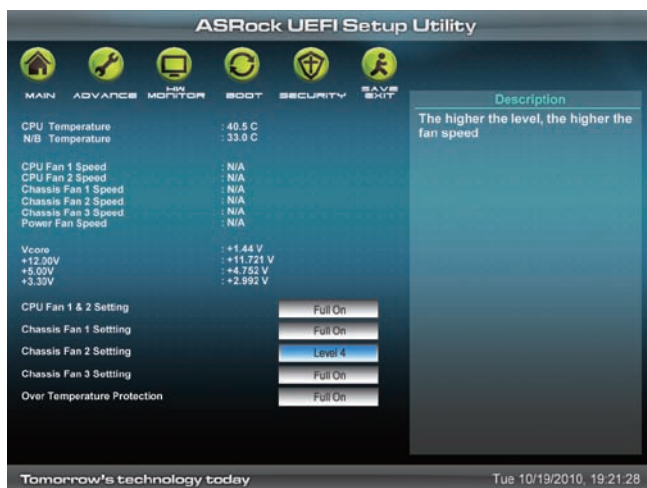 ASRock UEFI Setup Utility
MAIN ADVANCE HW MONITOR BOOT SECURITY SAVE EXIT
Description
The higher the level, the higher the
fan speed
CPU Temperature : 40.5 C
N/B Temperature : 33.0 C
CPU Fan 1 Speed : N/A
CPU Fan 2 Speed : N/A
Chassis Fan 1 Speed : N/A
Chassis Fan 2 Speed : N/A
Chassis Fan 3 Speed : N/A
Power Fan Speed : N/A
Vcore : +1.44 V
+12.00V : +11.721 V
+5.00V : +4.752 V
+3.30V : +2.992 V
CPU Fan 1 & 2 Setting Full On
Chassis Fan 1 Settting Full On
Chassis Fan 2 Settting Level 4
Chassis Fan 3 Settting Full On
Over Temperature Protection Full On
Tomorrow's technology today Tue 10/19/2010, 19:21:28